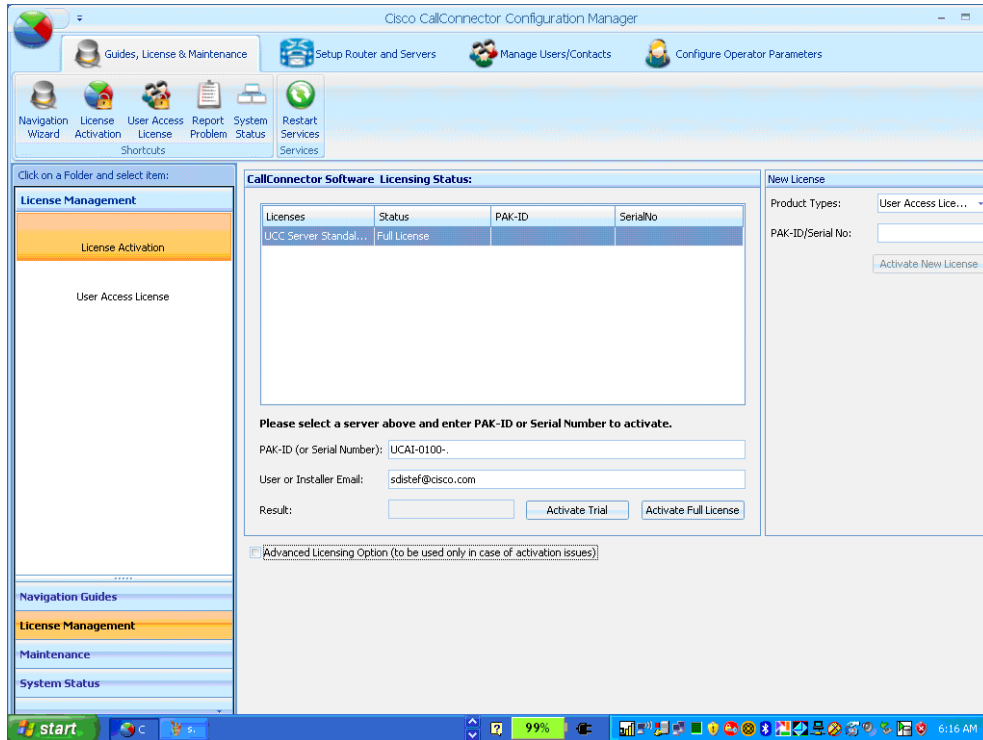 Cisco CallConnector Configuration Manager
Guides, License & Maintenance
Setup Router and Servers
Manage Users/Contacts
Configure Operator Parameters
Navigation Wizard
License Activation
User Access License
Report Problem
System Status
Restart Services
Shortcuts
Services
Click on a Folder and select item:
License Management
License Activation
User Access License
Navigation Guides
License Management
Maintenance
System Status
CallConnector Software Licensing Status:
Licenses Status PAK-ID SerialNo
UCC Server Standal... Full License
Please select a server above and enter PAK-ID or Serial Number to activate.
PAK-ID (or Serial Number): UCAI-0100-.
User or Installer Email: sdistef@cisco.com
Result:
Activate Trial
Activate Full License
Advanced Licensing Option (to be used only in case of activation issues)
New License
Product Types: User Access Lice...
PAK-ID/Serial No:
Activate New License
start
C
s.
99%
6:16 AM